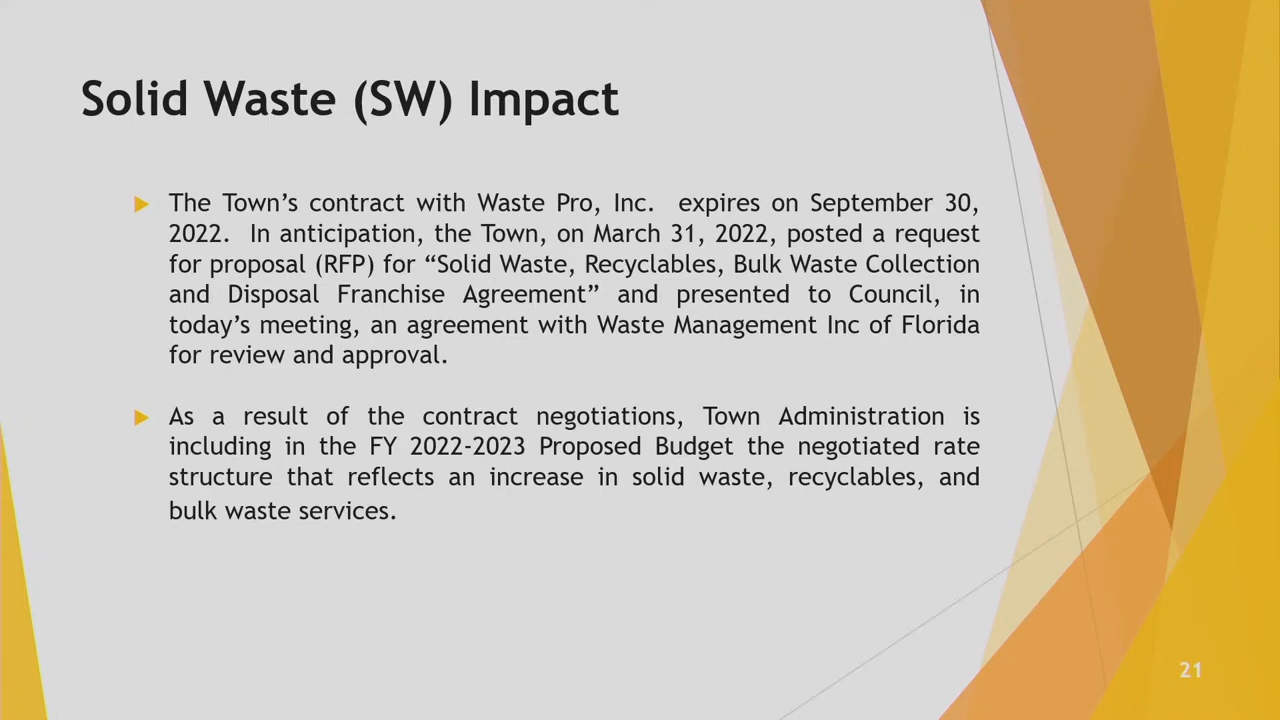 Solid Waste (SW) Impact
The Town’s contract with Waste Pro, Inc.  expires on September 30,
2022.  In anticipation, the Town, on March 31, 2022, posted a request
for proposal (RFP) for “Solid Waste, Recyclables, Bulk Waste Collection
and Disposal Franchise Agreement” and presented to Council, in
today’s meeting, an agreement with Waste Management Inc of Florida
for review and approval.
As a result of the contract negotiations, Town Administration is
including in the FY 2022-2023 Proposed Budget the negotiated rate
structure that reflects an increase in solid waste, recyclables, and
bulk waste services.
21